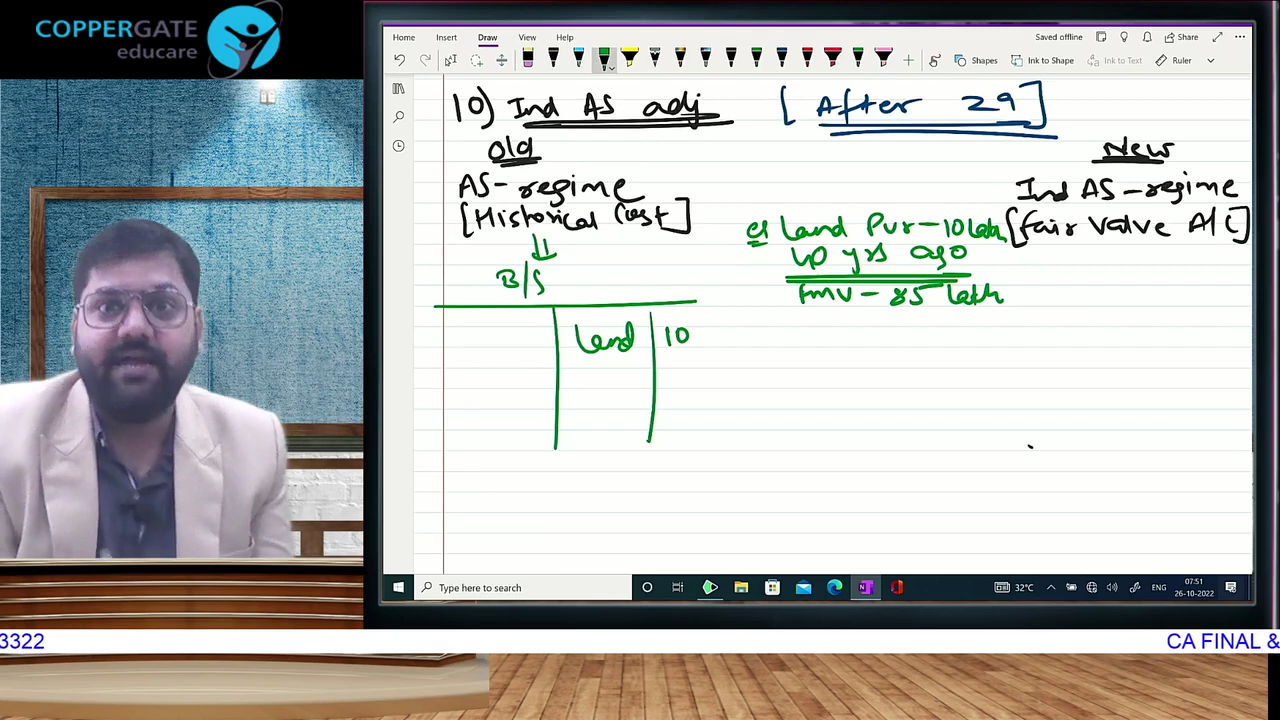 COPPERGATE
educare
Home Insert Draw View Help
Saved offline
Share
Shapes
Ink to Shape
Ink to Text
Ruler
10) Ind AS adj [After 29]
Old
New
AS-regime
Ind AS-regime
[Historical Cost]
[Fair Value A/c]
eg Land Pur - 10 Lakh
40 yrs ago
FMV - 85 Lakh
B/S
Land 10
Type here to search
32°C
ENG
07:51
26-10-2022
3322
CA FINAL &